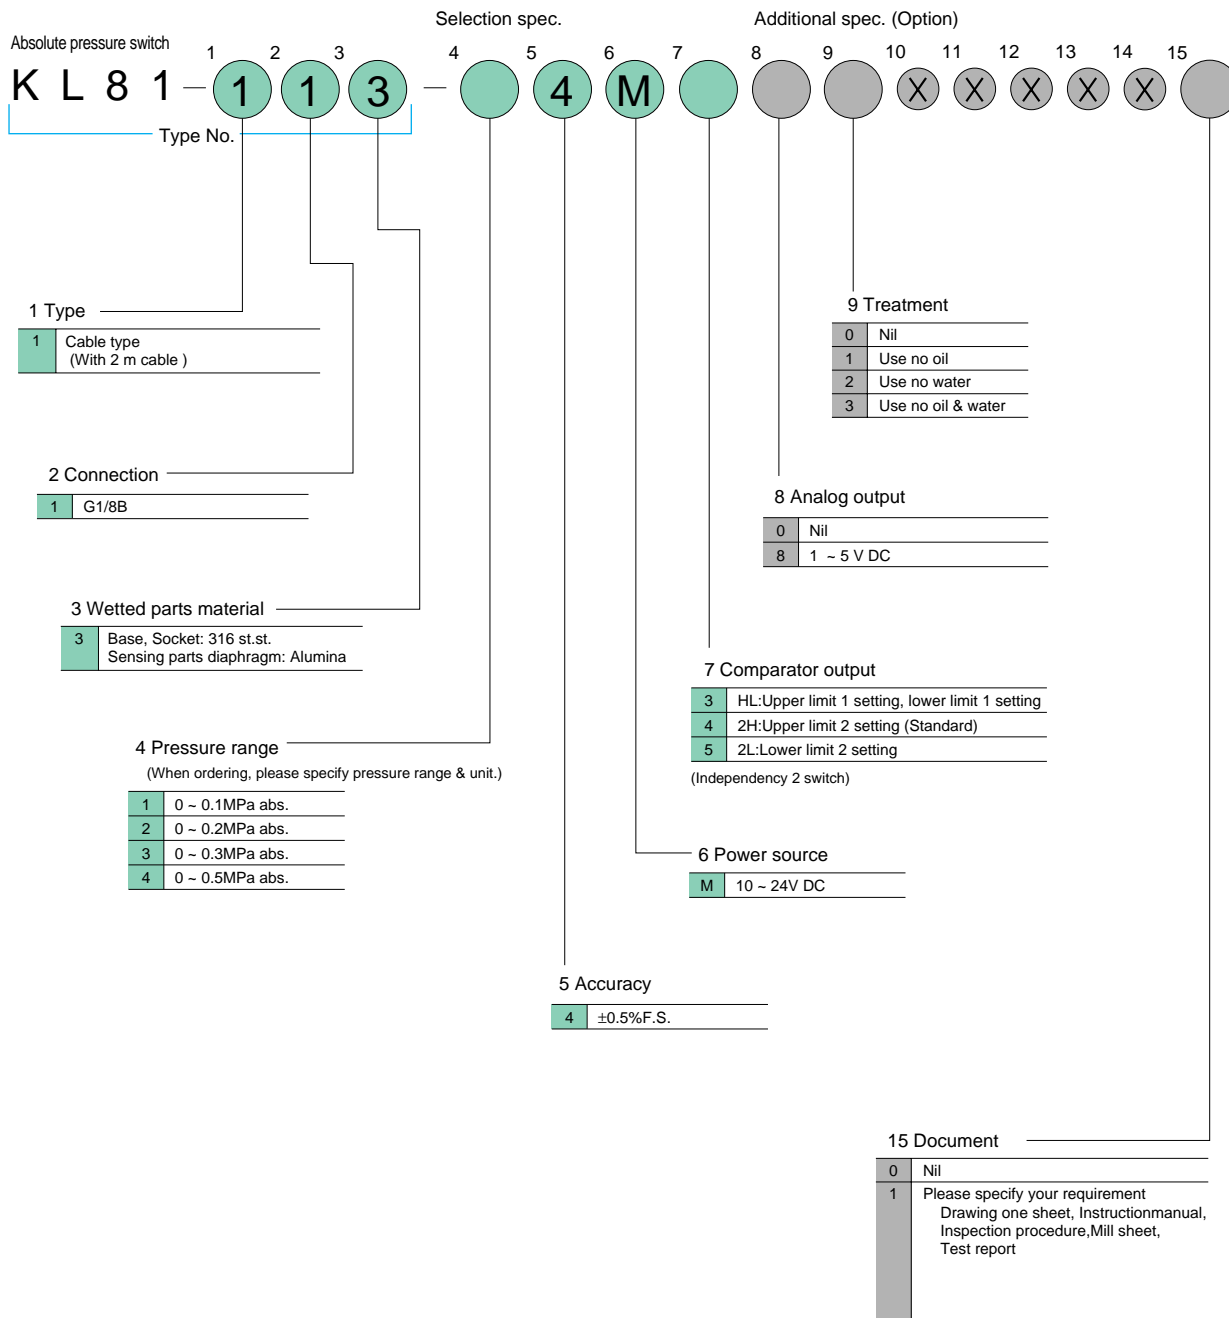 Selection spec. Additional spec. (Option)
Absolute pressure switch
1 2 3 4 5 6 7 8 9 10 11 12 13 14 15
K L 8 1 — 1 1 3 — 4 M X X X X X
Type No.
1 Type
1 Cable type
(With 2 m cable )
2 Connection
1 G1/8B
3 Wetted parts material
3 Base, Socket: 316 st.st.
Sensing parts diaphragm: Alumina
4 Pressure range
(When ordering, please specify pressure range & unit.)
1 0 ~ 0.1MPa abs.
2 0 ~ 0.2MPa abs.
3 0 ~ 0.3MPa abs.
4 0 ~ 0.5MPa abs.
5 Accuracy
4 ±0.5%F.S.
6 Power source
M 10 ~ 24V DC
7 Comparator output
3 HL:Upper limit 1 setting, lower limit 1 setting
4 2H:Upper limit 2 setting (Standard)
5 2L:Lower limit 2 setting
(Independency 2 switch)
8 Analog output
0 Nil
8 1 ~ 5 V DC
9 Treatment
0 Nil
1 Use no oil
2 Use no water
3 Use no oil & water
15 Document
0 Nil
1 Please specify your requirement
Drawing one sheet, Instructionmanual,
Inspection procedure,Mill sheet,
Test report